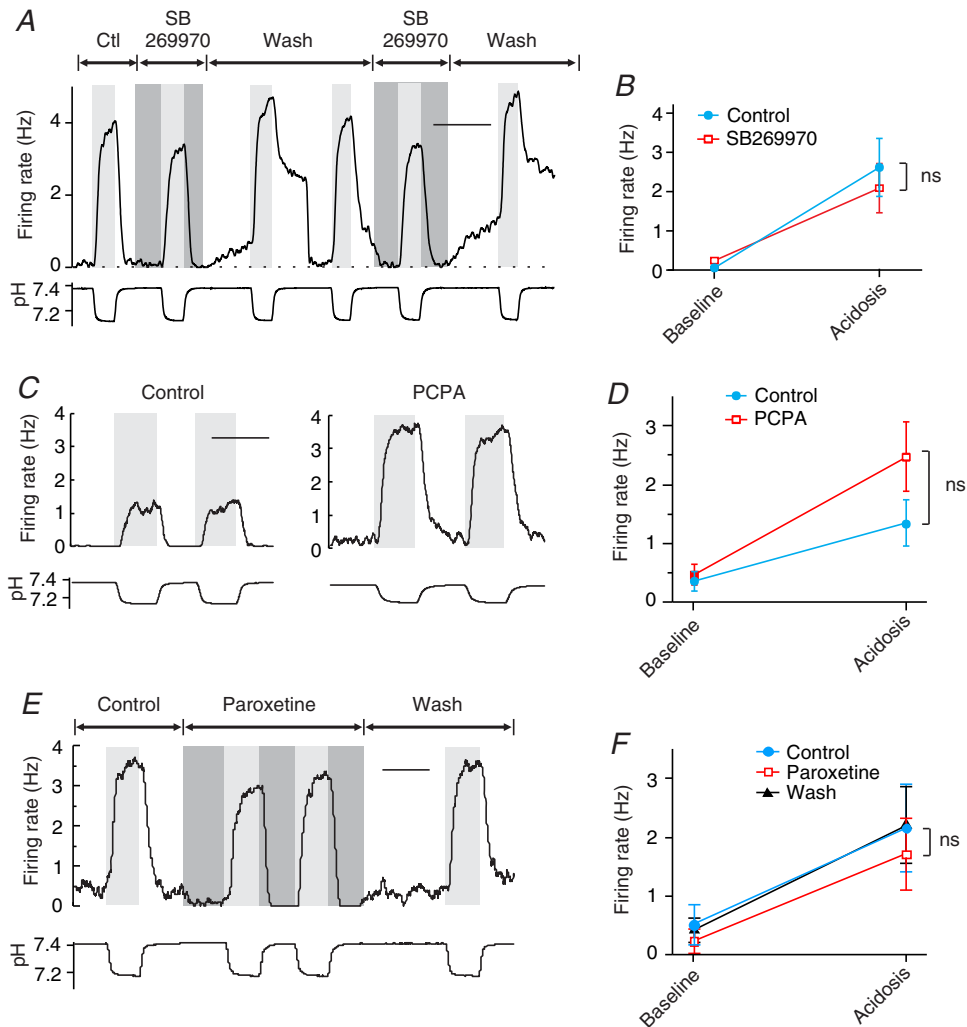 A
Ctl
SB
269970
Wash
SB
269970
Wash
Firing rate (Hz)
4
2
0
pH
7.4
7.2
B
Control
SB269970
Firing rate (Hz)
4
3
2
1
0
ns
Baseline
Acidosis
C
Control
PCPA
Firing rate (Hz)
4
3
2
1
0
4
3
2
1
0
pH
7.4
7.2
D
Control
PCPA
Firing rate (Hz)
3
2
1
0
ns
Baseline
Acidosis
E
Control
Paroxetine
Wash
Firing rate (Hz)
4
3
2
1
0
pH
7.4
7.2
F
Control
Paroxetine
Wash
Firing rate (Hz)
3
2
1
0
ns
Baseline
Acidosis